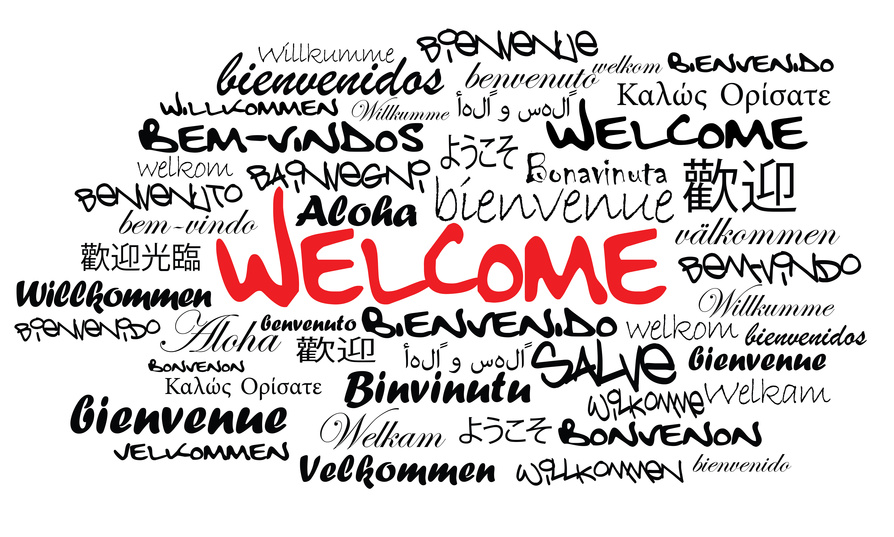 Willkumme
BIENVENUE
bienvenidos
benvenuto
welkom
BIENVENIDO
WILLKOMMEN
Willkumme
أهلاً و سهلاً
Καλώς Ορίσατε
BEM-VINDOS
ようこそ
WELCOME
welkom
BAINVEGNI
Bonavinuta
歡迎
BENVENUTO
bienvenue
bem-vindo
Aloha
välkommen
歡迎光臨
WELCOME
BEM-VINDO
Willkommen
Willkumme
BIENVENIDO
Aloha
benvenuto
BIENVENIDO
welkom
bienvenidos
歡迎
أهلاً و سهلاً
SALVE
bienvenue
BONVENON
Καλώς Ορίσατε
Binvinutu
WILKOMME
Welkam
bienvenue
Welkam
ようこそ
BONVENON
VELKOMMEN
Velkommen
WILLKOMMEN
bienvenido